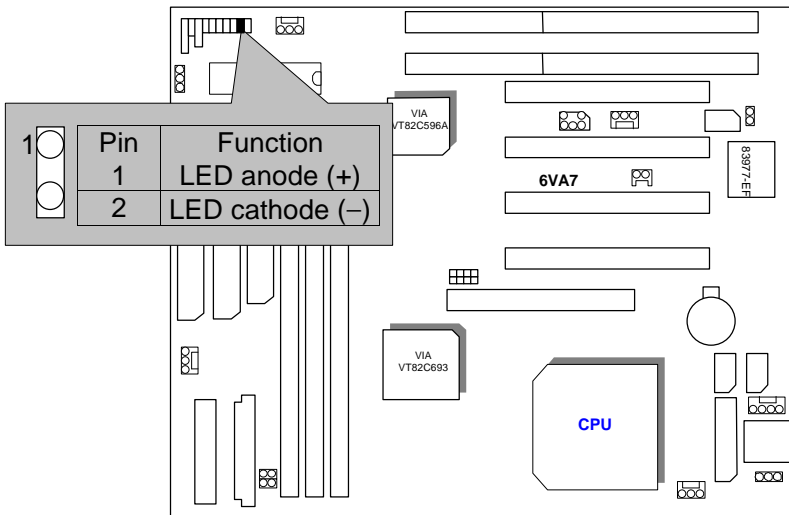 VIA
VT82C596A
83977-EF
1
Pin Function
1 LED anode (+)
2 LED cathode (−)
6VA7
VIA
VT82C693
CPU